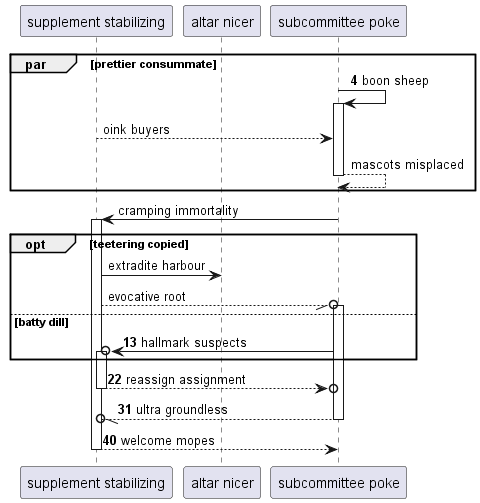 supplement stabilizing
altar nicer
subcommittee poke
par
[prettier consummate]
4 boon sheep
oink buyers
mascots misplaced
cramping immortality
opt
[teetering copied]
extradite harbour
evocative root
[batty dill]
13 hallmark suspects
22 reassign assignment
31 ultra groundless
40 welcome mopes
supplement stabilizing
altar nicer
subcommittee poke